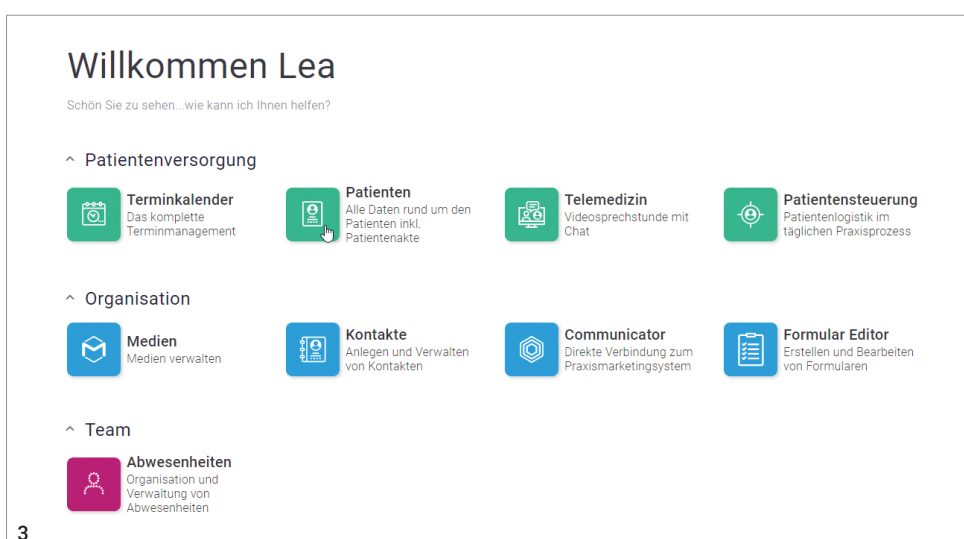 Willkommen Lea
Schön Sie zu sehen...wie kann ich Ihnen helfen?
Patientenversorgung
Terminkalender
Das komplette
Terminmanagement
Patienten
Alle Daten rund um den
Patienten inkl.
Patientenakte
Telemedizin
Videosprechstunde mit
Chat
Patientensteuerung
Patientenlogistik im
täglichen Praxisprozess
Organisation
Medien
Medien verwalten
Kontakte
Anlegen und Verwalten
von Kontakten
Communicator
Direkte Verbindung zum
Praxismarketingsystem
Formular Editor
Erstellen und Bearbeiten
von Formularen
Team
Abwesenheiten
Organisation und
Verwaltung von
Abwesenheiten
3